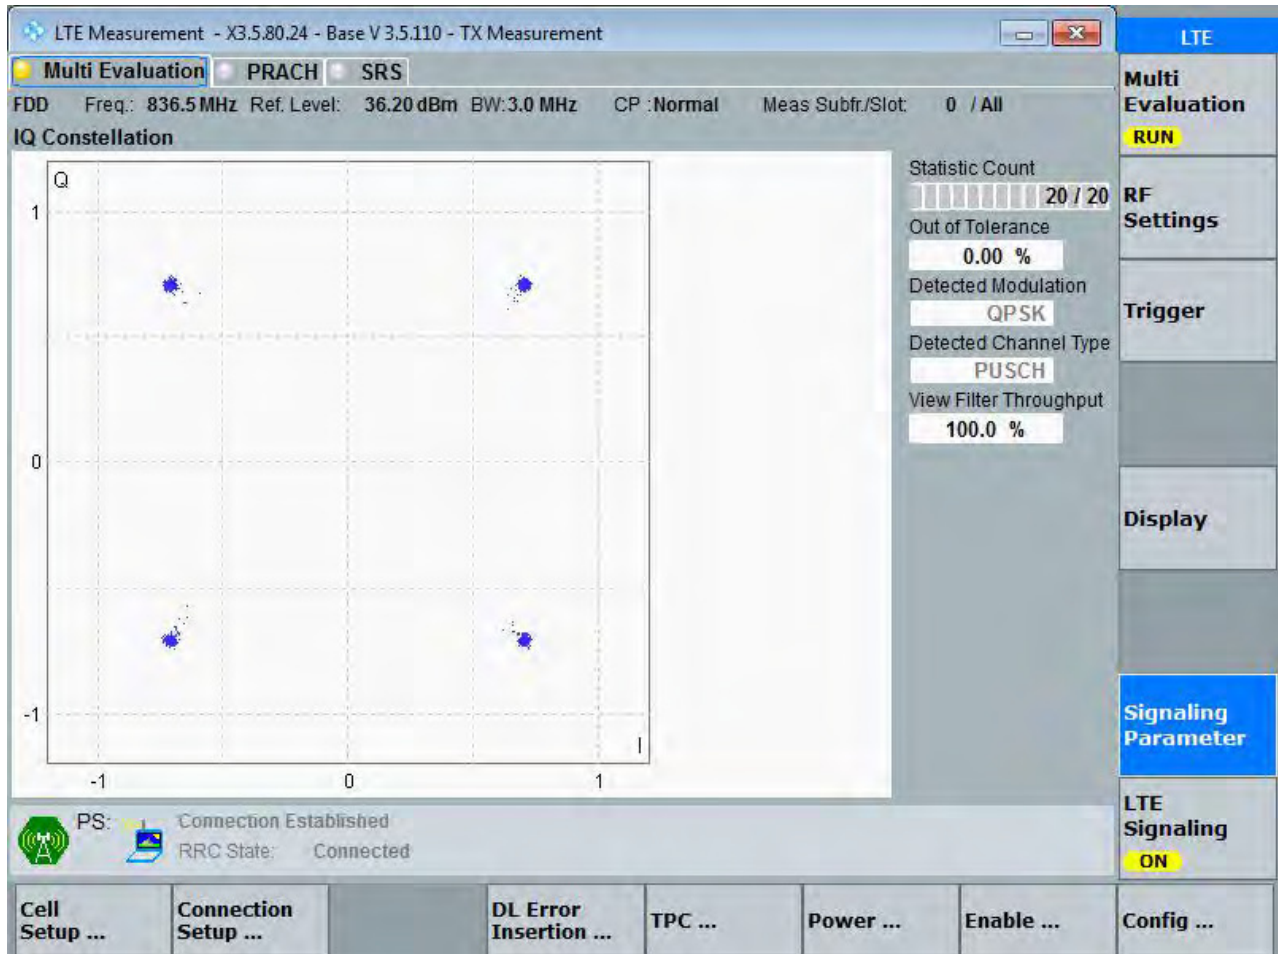 LTE Measurement - X3.5.80.24 - Base V 3.5.110 - TX Measurement
LTE
Multi Evaluation PRACH SRS
FDD Freq.: 836.5 MHz Ref. Level: 36.20 dBm BW: 3.0 MHz CP : Normal Meas Subfr./Slot: 0 / All
IQ Constellation
Q
1
0
-1
I
-1 0 1
Statistic Count
20 / 20
Out of Tolerance
0.00 %
Detected Modulation
QPSK
Detected Channel Type
PUSCH
View Filter Throughput
100.0 %
Multi
Evaluation
RUN
RF
Settings
Trigger
Display
Signaling
Parameter
LTE
Signaling
ON
PS: Connection Established
RRC State: Connected
Cell
Setup ...
Connection
Setup ...
DL Error
Insertion ...
TPC ...
Power ...
Enable ...
Config ...